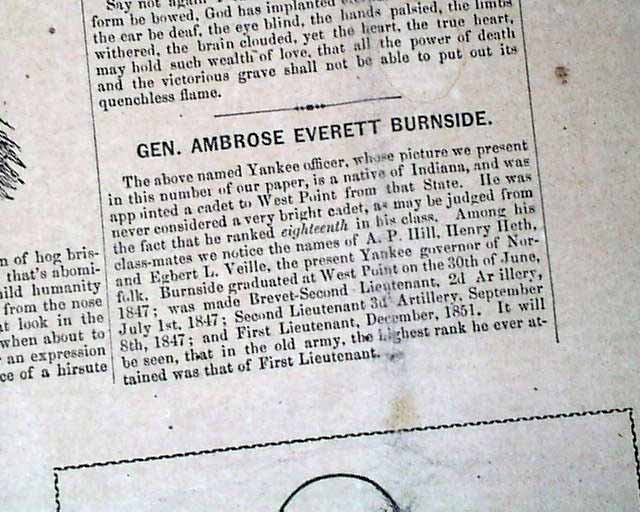 Say not again
form be bowed, God has implanted
the ear be deaf, the eye blind, the hands palsied, the limbs
withered, the brain clouded, yet the heart, the true heart,
may hold such wealth of love, that all the power of death
and the victorious grave shall not be able to put out its
quenchless flame.
GEN. AMBROSE EVERETT BURNSIDE.
The above named Yankee officer, whose picture we present
in this number of our paper, is a native of Indiana, and was
appointed a cadet to West Point from that State. He was
never considered a very bright cadet, as may be judged from
the fact that he ranked eighteenth in his class. Among his
class-mates we notice the names of A. P. Hill, Henry Heth,
and Egbert L. Veille, the present Yankee governor of Nor-
folk. Burnside graduated at West Point on the 30th of June,
1847; was made Brevet-Second Lieutenant, 2d Ar illery,
July 1st, 1847; Second Lieutenant 3d Artillery, September
8th, 1847; and First Lieutenant, December, 1851. It will
be seen, that in the old army, the highest rank he ever at-
tained was that of First Lieutenant.
n of hog bris-
that's abomi-
ild humanity
from the nose
at look in the
when about to
an expression
ce of a hirsute